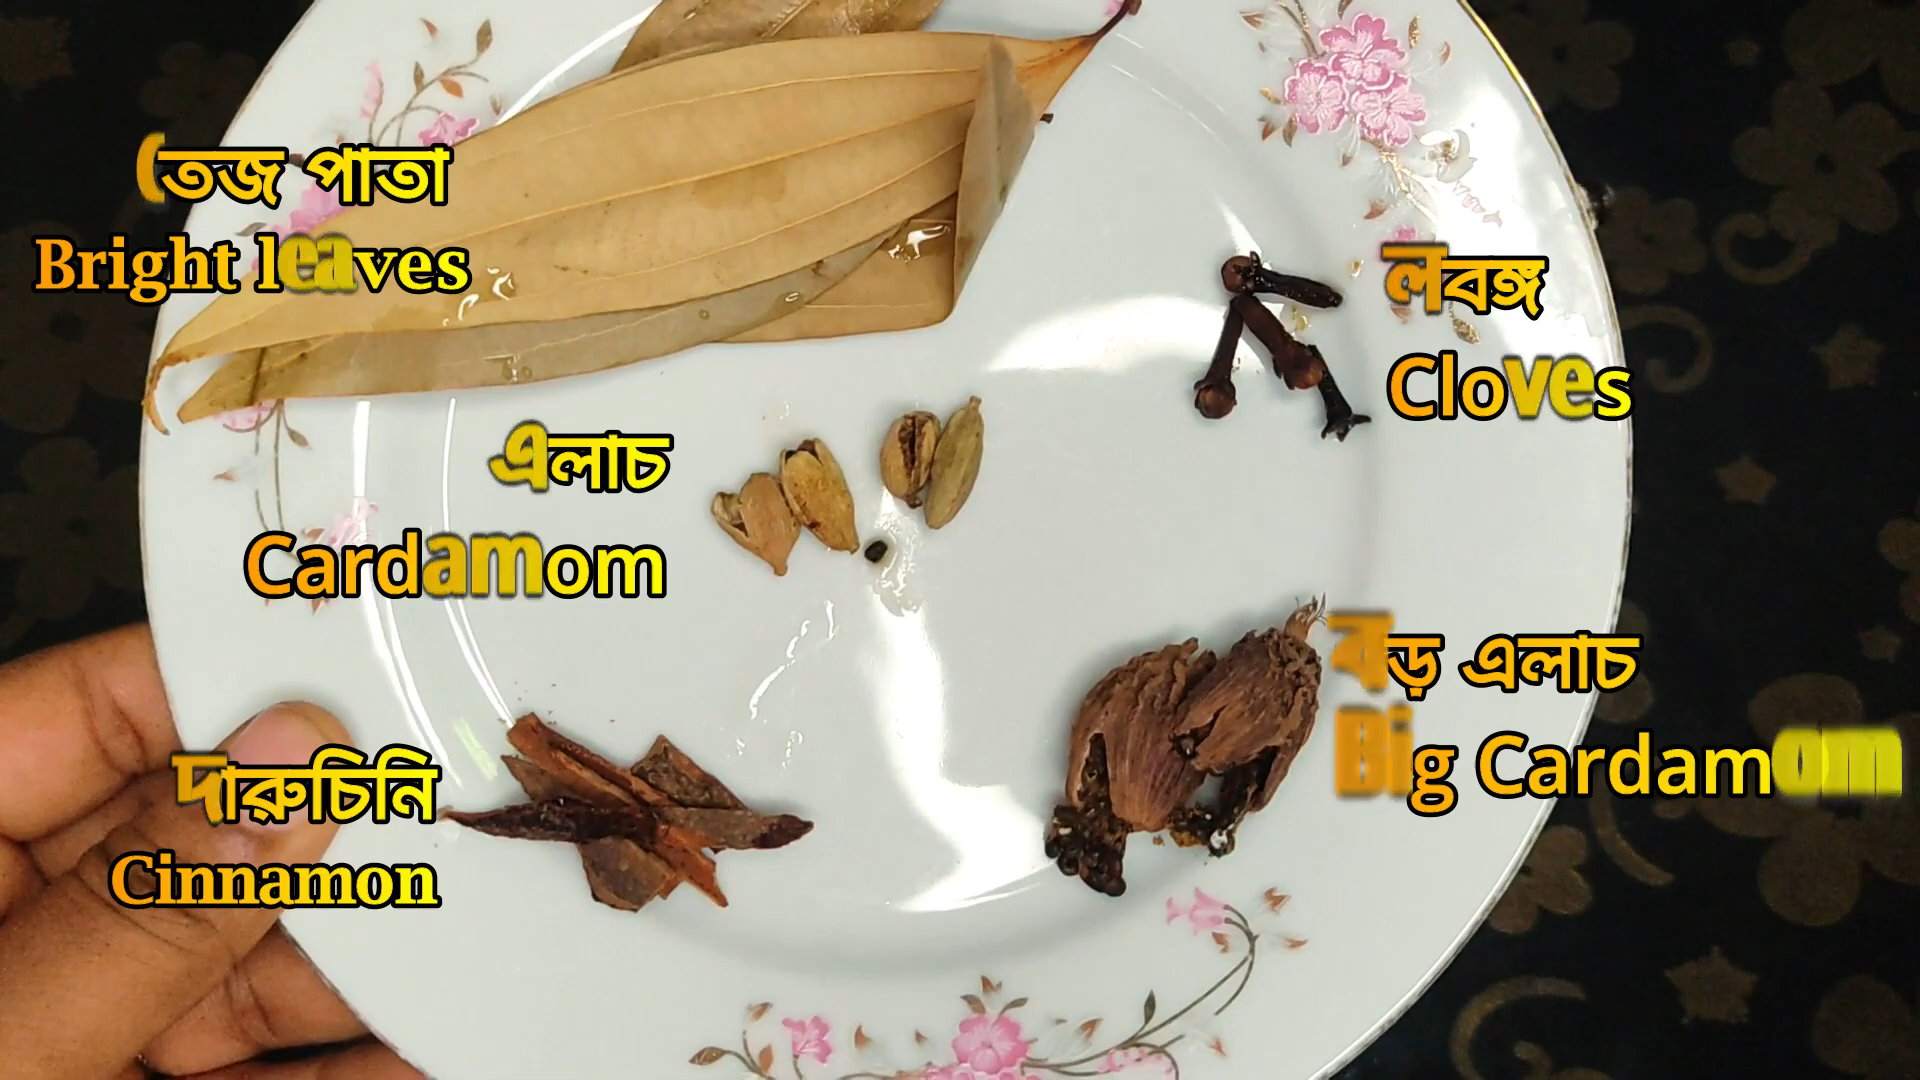 তেজ পাতা
Bright leaves
লবঙ্গ
Cloves
এলাচ
Cardamom
বড় এলাচ
Big Cardamom
দারুচিনি
Cinnamon